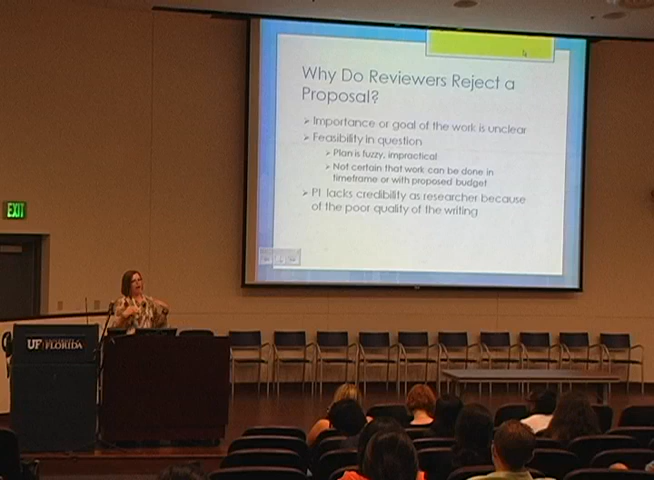 Why Do Reviewers Reject a
Proposal?
➢ Importance or goal of the work is unclear
➢ Feasibility in question
➢ Plan is fuzzy, impractical
➢ Not certain that work can be done in
timeframe or with proposed budget
➢ PI lacks credibility as researcher because
of the poor quality of the writing
EXIT
UF FLORIDA